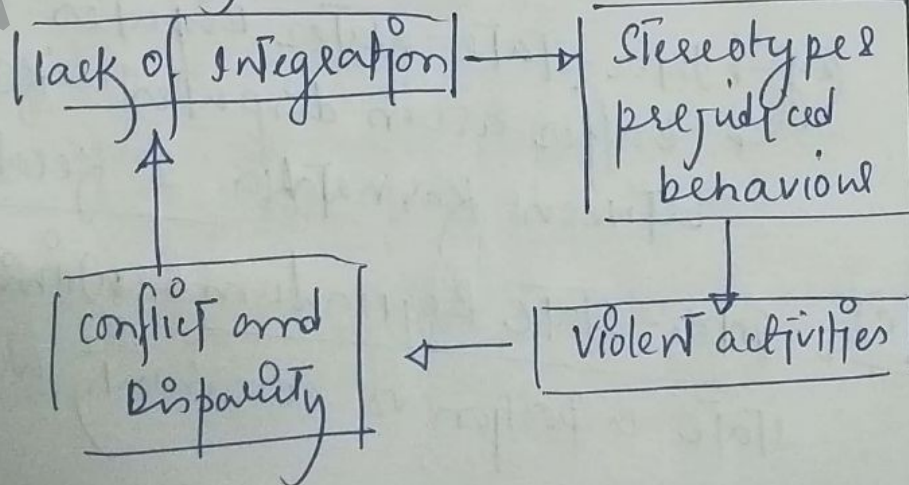 lack of Integration
Stereotypes
prejudiced
behaviour
Violent activities
conflict and
Disparity